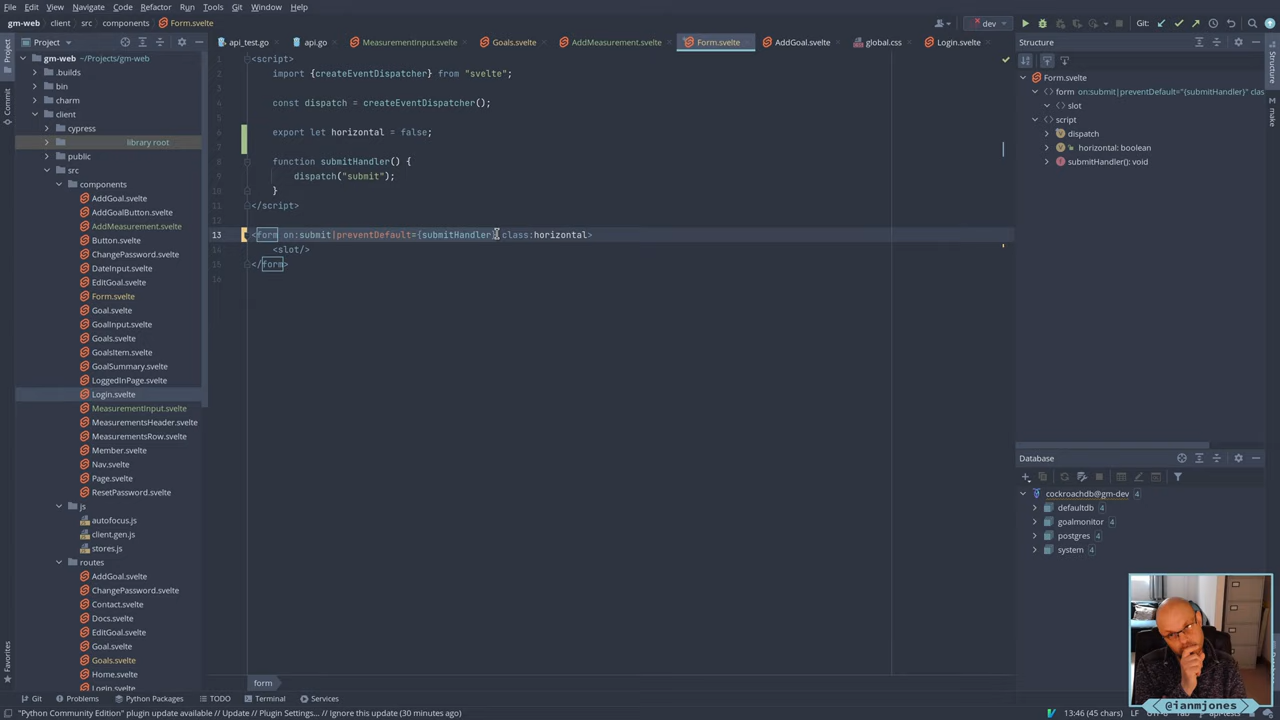 File Edit View Navigate Code Refactor Run Tools Git Window Help
gm-web client src components Form.svelte
dev
Git:
Project
Structure
api_test.go api.go MeasurementInput.svelte Goals.svelte AddMeasurement.svelte Form.svelte AddGoal.svelte global.css Login.svelte
gm-web ~/Projects/gm-web
.builds
bin
charm
client
cypress
library root
public
src
components
AddGoal.svelte
AddGoalButton.svelte
AddMeasurement.svelte
Button.svelte
ChangePassword.svelte
DateInput.svelte
EditGoal.svelte
Form.svelte
Goal.svelte
GoalInput.svelte
Goals.svelte
GoalsItem.svelte
GoalSummary.svelte
LoggedInPage.svelte
Login.svelte
MeasurementInput.svelte
MeasurementsHeader.svelte
MeasurementsRow.svelte
Member.svelte
Nav.svelte
Page.svelte
ResetPassword.svelte
js
autofocus.js
client.gen.js
stores.js
routes
AddGoal.svelte
ChangePassword.svelte
Contact.svelte
Docs.svelte
EditGoal.svelte
Goal.svelte
Goals.svelte
Home.svelte
Login.svelte
Project
Commit
Favorites
1 <script>
2 import {createEventDispatcher} from "svelte";
3
4 const dispatch = createEventDispatcher();
5
6 export let horizontal = false;
7
8 function submitHandler() {
9 dispatch("submit");
10 }
11 </script>
12
13 <form on:submit|preventDefault={submitHandler} class:horizontal>
14 <slot/>
15 </form>
16
form
Form.svelte
form on:submit|preventDefault="{submitHandler}" clas
slot
script
dispatch
horizontal: boolean
submitHandler(): void
Structure
make
Database
cockroachdb@gm-dev 4
defaultdb 4
goalmonitor 4
postgres 4
system 4
Git Problems Python Packages TODO Terminal Services
"Python Community Edition" plugin update available // Update // Plugin Settings... // Ignore this update (30 minutes ago)
13:46 (45 chars) LF
@ianmjones